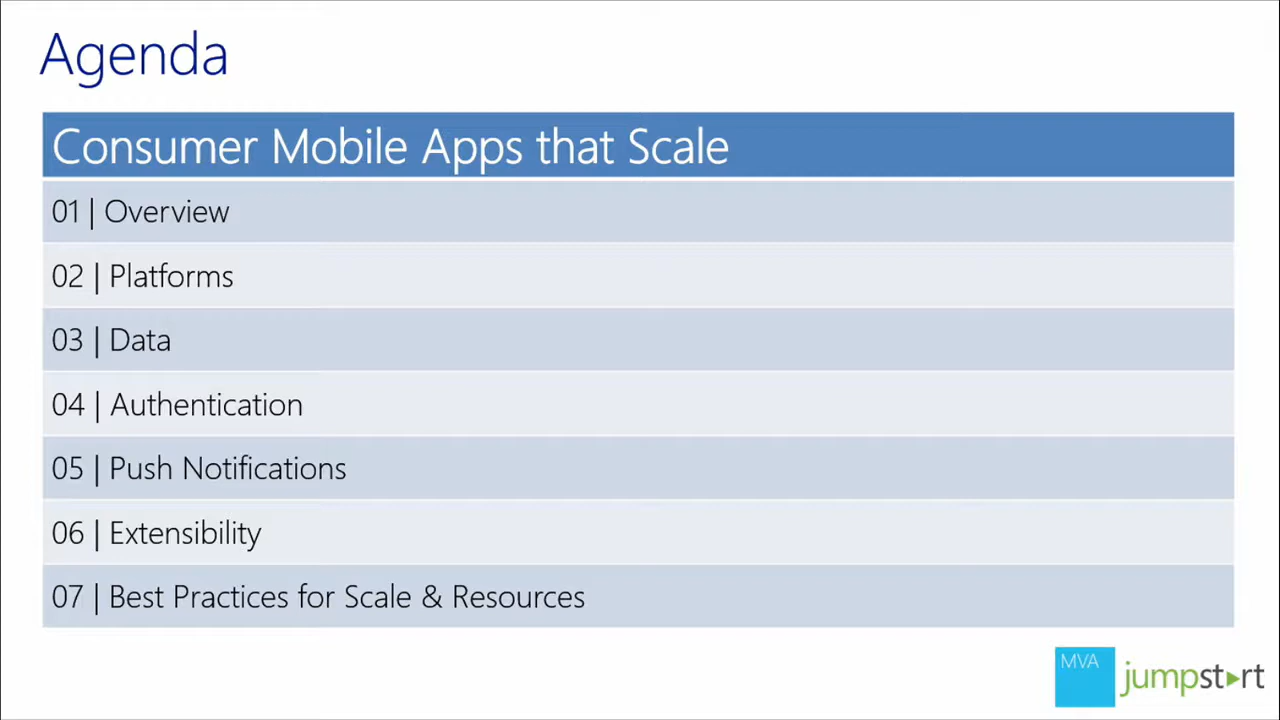 Agenda
Consumer Mobile Apps that Scale
01 | Overview
02 | Platforms
03 | Data
04 | Authentication
05 | Push Notifications
06 | Extensibility
07 | Best Practices for Scale & Resources
MVA
jumpstart